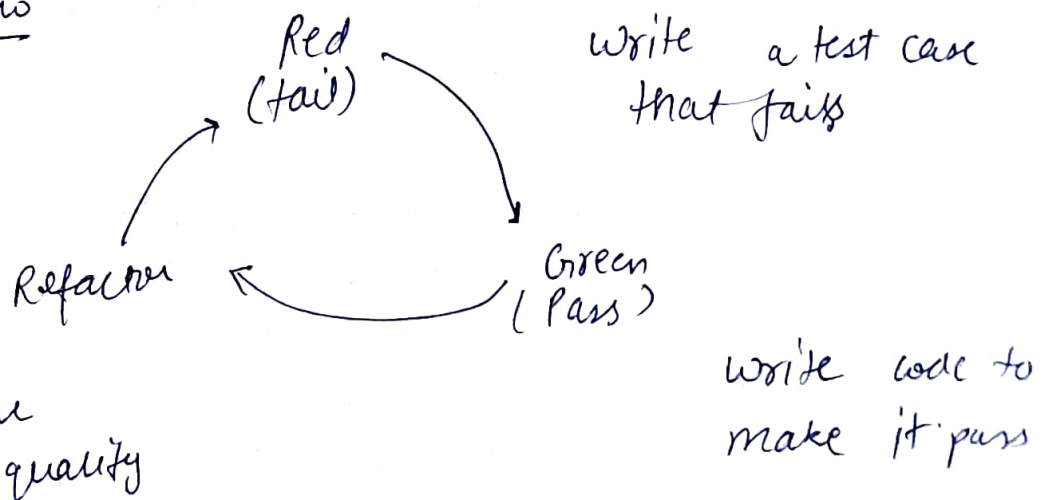 Red
(fail)
Write a test case
that fails
Green
(Pass)
Refactor
Write code to
make it pass
quality